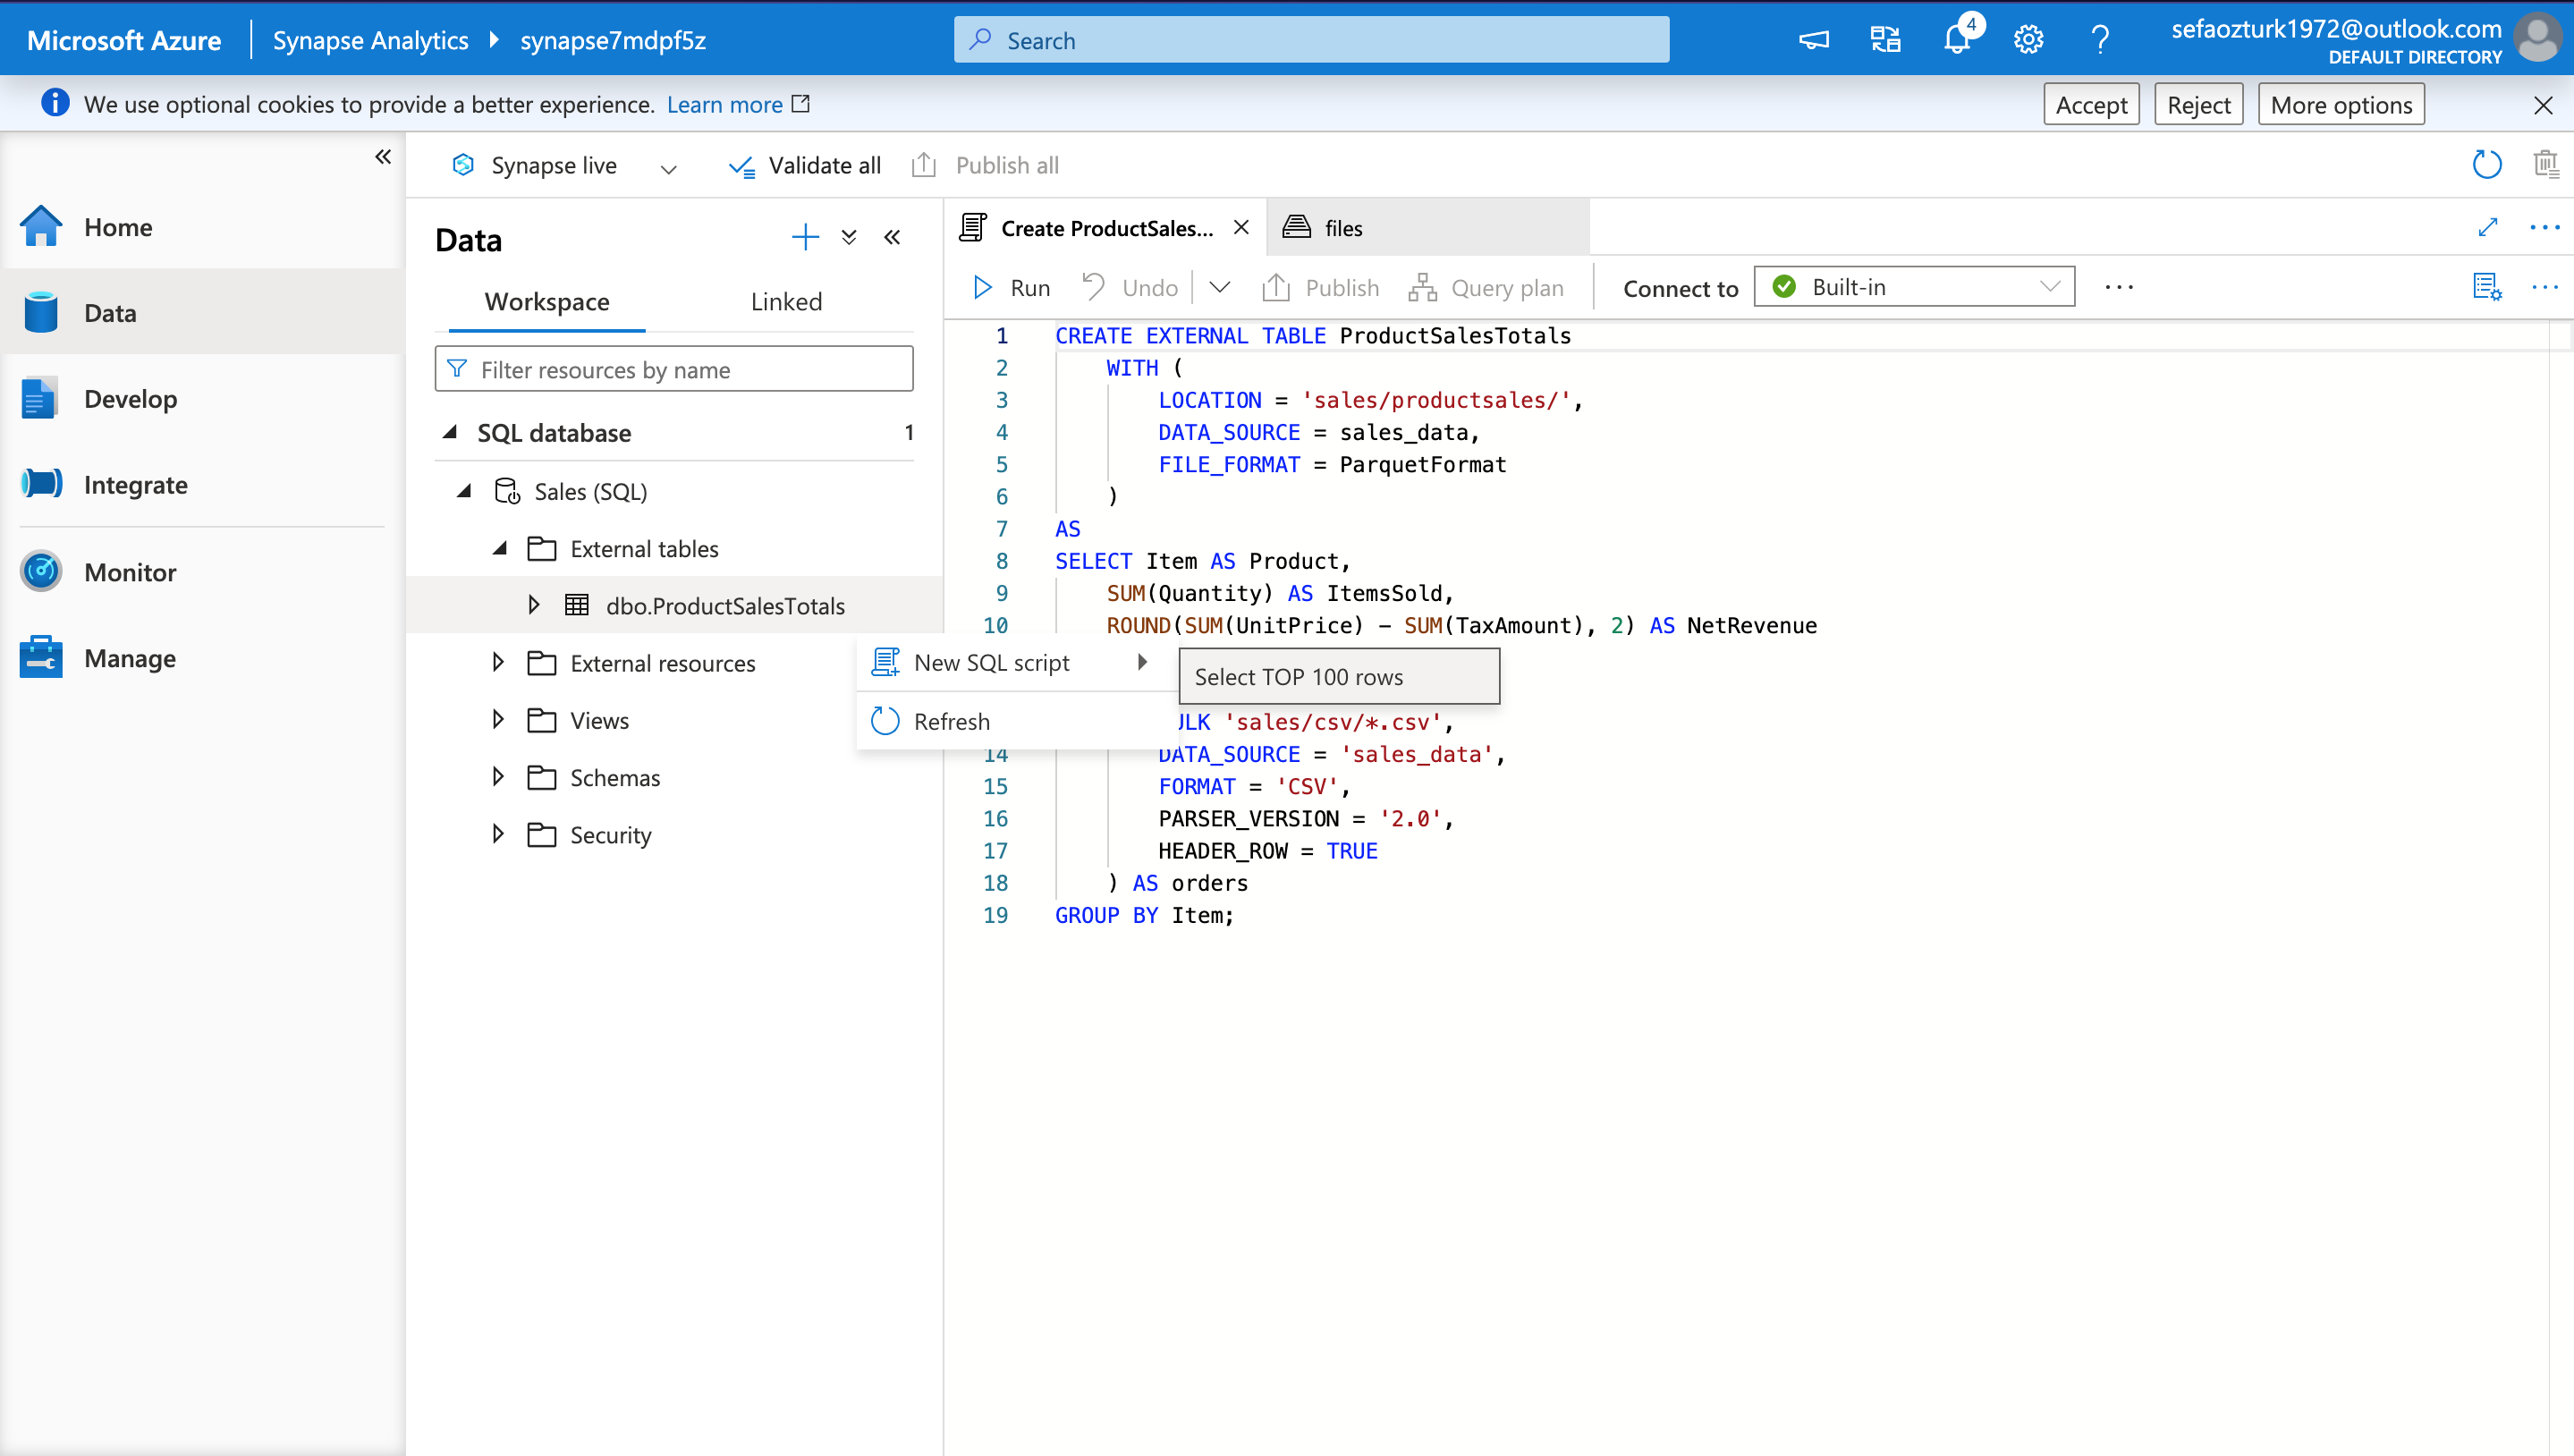 Microsoft Azure
Synapse Analytics
synapse7mdpf5z
Search
4
sefaozturk1972@outlook.com
DEFAULT DIRECTORY
We use optional cookies to provide a better experience. Learn more
Accept
Reject
More options
Home
Data
Develop
Integrate
Monitor
Manage
Synapse live
Validate all
Publish all
Data
Workspace
Linked
Filter resources by name
SQL database 1
Sales (SQL)
External tables
dbo.ProductSalesTotals
External resources
Views
Schemas
Security
New SQL script
Refresh
Select TOP 100 rows
Create ProductSales...
files
Run
Undo
Publish
Query plan
Connect to
Built-in
1 CREATE EXTERNAL TABLE ProductSalesTotals
2 WITH (
3 LOCATION = 'sales/productsales/',
4 DATA_SOURCE = sales_data,
5 FILE_FORMAT = ParquetFormat
6 )
7 AS
8 SELECT Item AS Product,
9 SUM(Quantity) AS ItemsSold,
10 ROUND(SUM(UnitPrice) - SUM(TaxAmount), 2) AS NetRevenue
'sales/csv/*.csv',
14 DATA_SOURCE = 'sales_data',
15 FORMAT = 'CSV',
16 PARSER_VERSION = '2.0',
17 HEADER_ROW = TRUE
18 ) AS orders
19 GROUP BY Item;